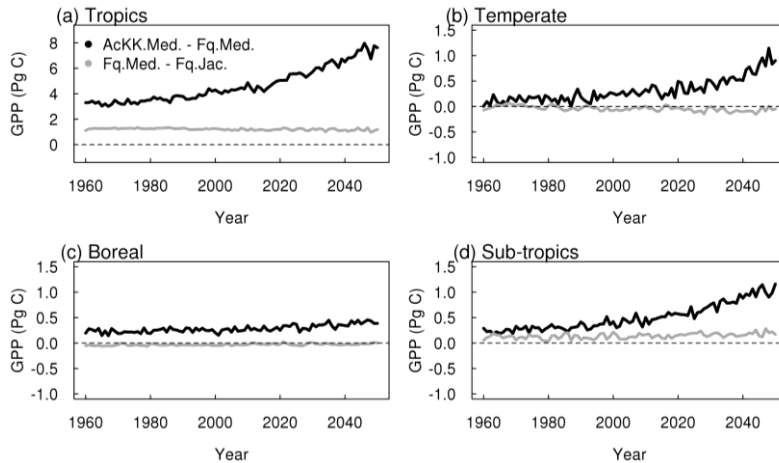 (a) Tropics
GPP (Pg C)
8
6
4
2
0
AcKK.Med. - Fq.Med.
Fq.Med. - Fq.Jac.
1960 1980 2000 2020 2040
Year
(b) Temperate
GPP (Pg C)
1.5
1.0
0.5
0.0
-0.5
-1.0
1960 1980 2000 2020 2040
Year
(c) Boreal
GPP (Pg C)
1.5
1.0
0.5
0.0
-0.5
-1.0
1960 1980 2000 2020 2040
Year
(d) Sub-tropics
GPP (Pg C)
1.5
1.0
0.5
0.0
-0.5
-1.0
1960 1980 2000 2020 2040
Year